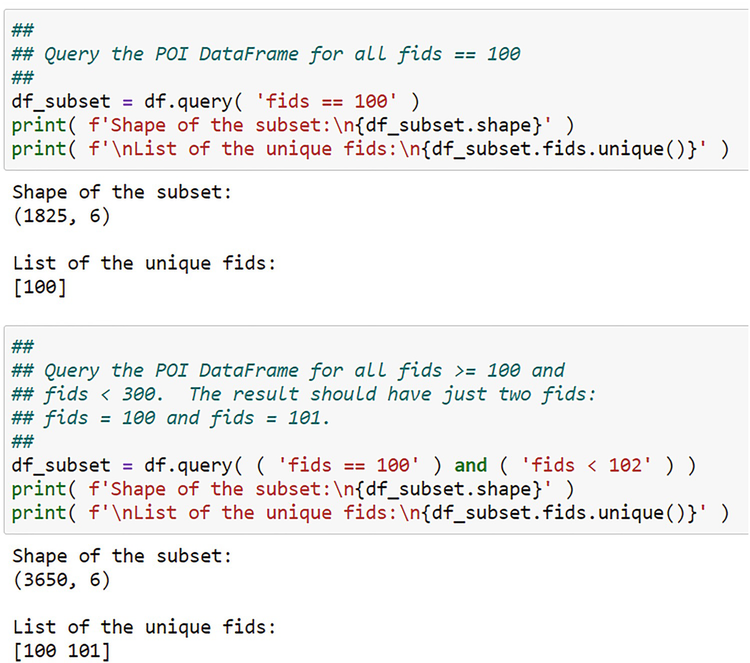 ##
## Query the POI DataFrame for all fids == 100
##
df_subset = df.query( 'fids == 100' )
print( f'Shape of the subset:\n{df_subset.shape}' )
print( f'\nList of the unique fids:\n{df_subset.fids.unique()}' )
Shape of the subset:
(1825, 6)
List of the unique fids:
[100]
##
## Query the POI DataFrame for all fids >= 100 and
## fids < 300.  The result should have just two fids:
## fids = 100 and fids = 101.
##
df_subset = df.query( ( 'fids == 100' ) and ( 'fids < 102' ) )
print( f'Shape of the subset:\n{df_subset.shape}' )
print( f'\nList of the unique fids:\n{df_subset.fids.unique()}' )
Shape of the subset:
(3650, 6)
List of the unique fids:
[100 101]